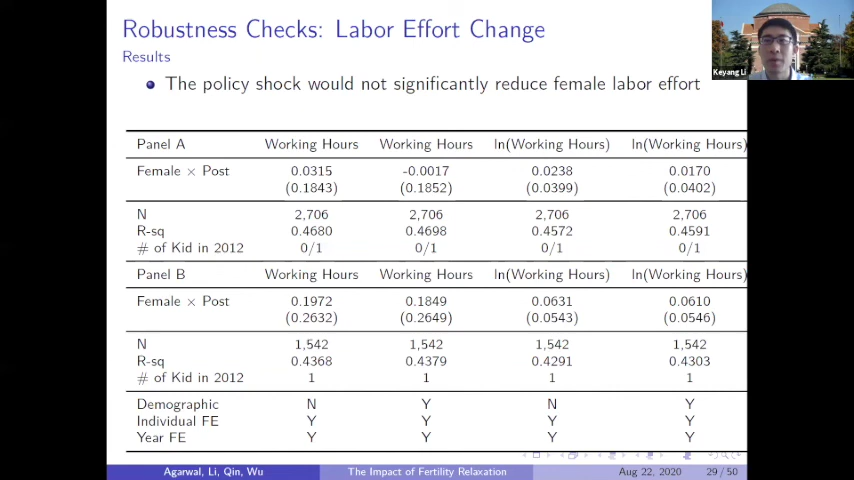 Robustness Checks: Labor Effort Change
Results
The policy shock would not significantly reduce female labor effort
Keyang Li
Panel A Working Hours Working Hours ln(Working Hours) ln(Working Hours)
Female × Post 0.0315 -0.0017 0.0238 0.0170
(0.1843) (0.1852) (0.0399) (0.0402)
N 2,706 2,706 2,706 2,706
R-sq 0.4680 0.4698 0.4572 0.4591
# of Kid in 2012 0/1 0/1 0/1 0/1
Panel B Working Hours Working Hours ln(Working Hours) ln(Working Hours)
Female × Post 0.1972 0.1849 0.0631 0.0610
(0.2632) (0.2649) (0.0543) (0.0546)
N 1,542 1,542 1,542 1,542
R-sq 0.4368 0.4379 0.4291 0.4303
# of Kid in 2012 1 1 1 1
Demographic N Y N Y
Individual FE Y Y Y Y
Year FE Y Y Y Y
Agarwal, Li, Qin, Wu The Impact of Fertility Relaxation Aug 22, 2020 29 / 50